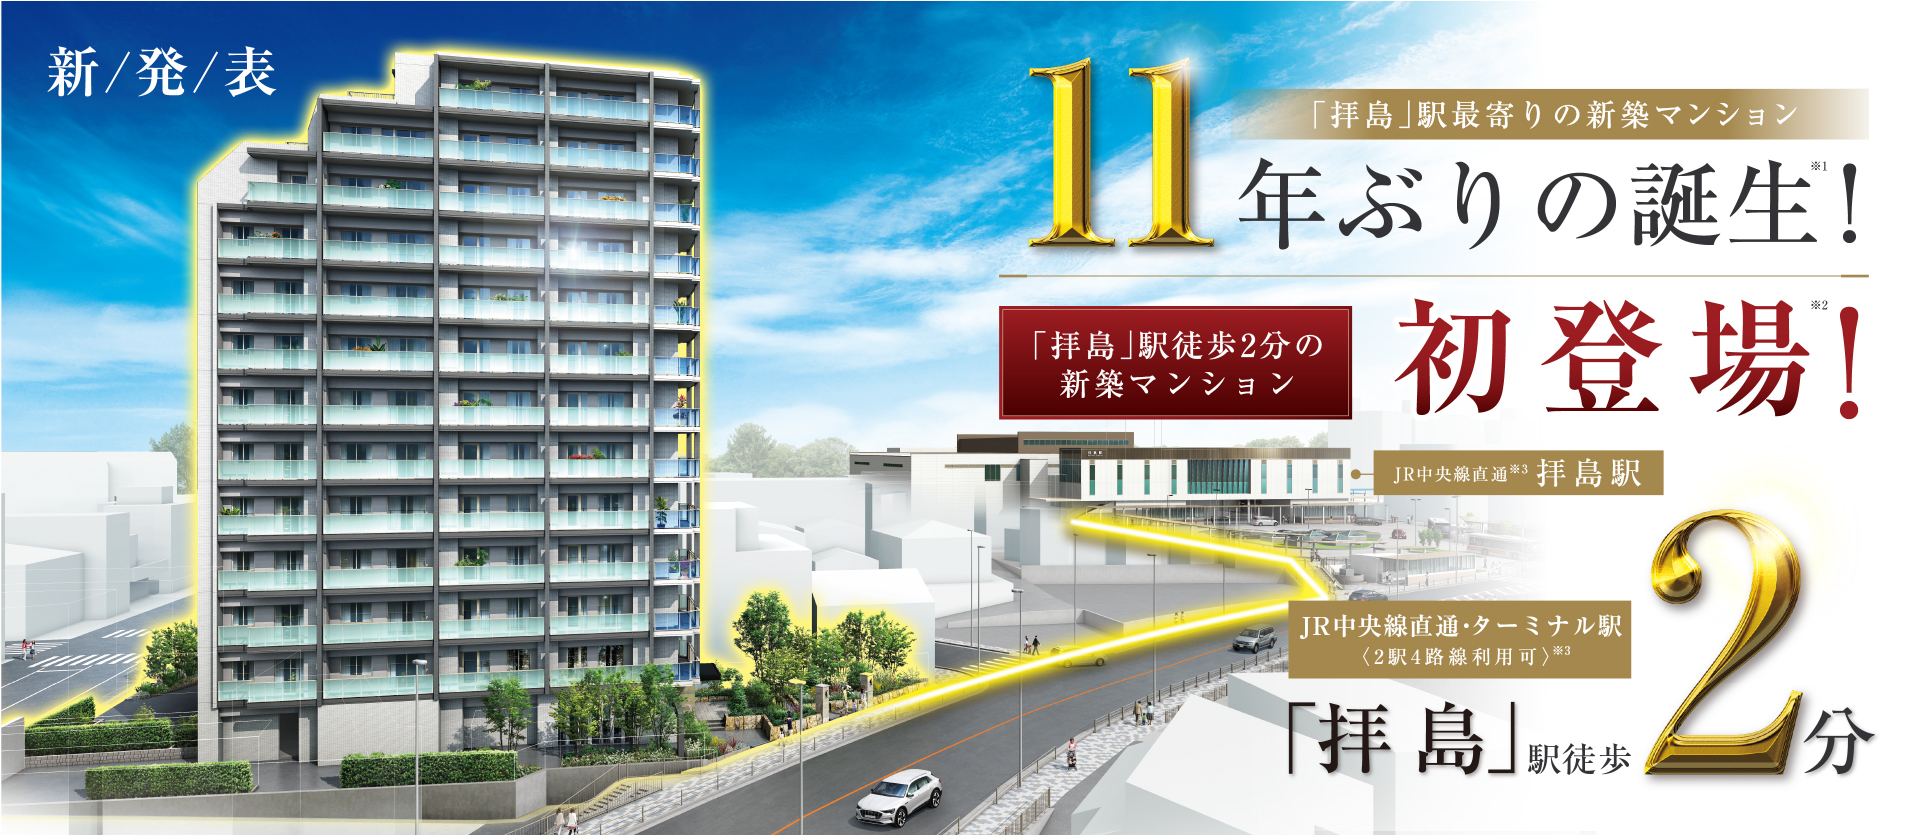 新/発/表
「拝島」駅最寄りの新築マンション
11年ぶりの誕生※1!
「拝島」駅徒歩2分の
新築マンション
初登場※2!
JR中央線直通※3 拝島駅
JR中央線直通・ターミナル駅
〈2駅4路線利用可〉※3
「拝島」駅徒歩2分